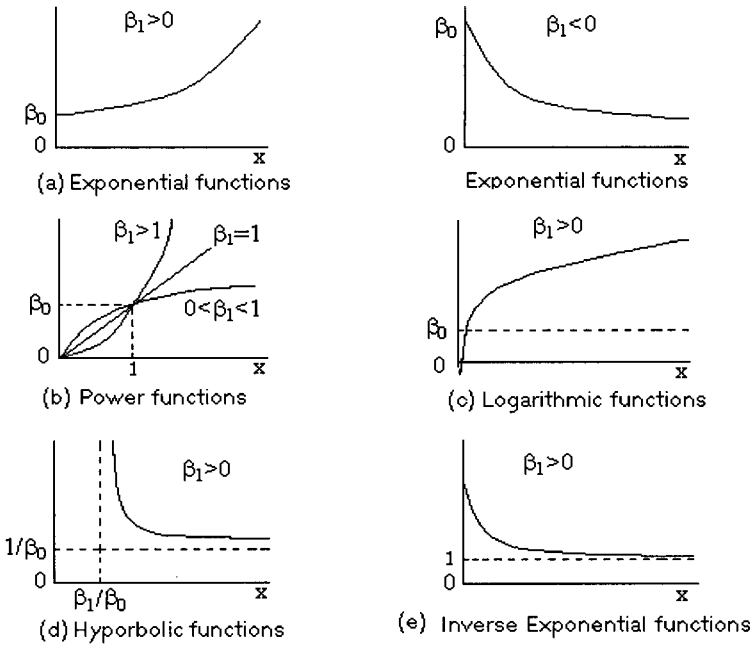 β₁>0
β₀
0
x
(a) Exponential functions
β₀
β₁<0
0
x
Exponential functions
β₁>1
β₁=1
β₀
0<β₁<1
0
1
x
(b) Power functions
β₁>0
β₀
0
x
(c) Logarithmic functions
β₁>0
1/β₀
0
β₁/β₀
x
(d) Hyporbolic functions
β₁>0
1
0
x
(e) Inverse Exponential functions